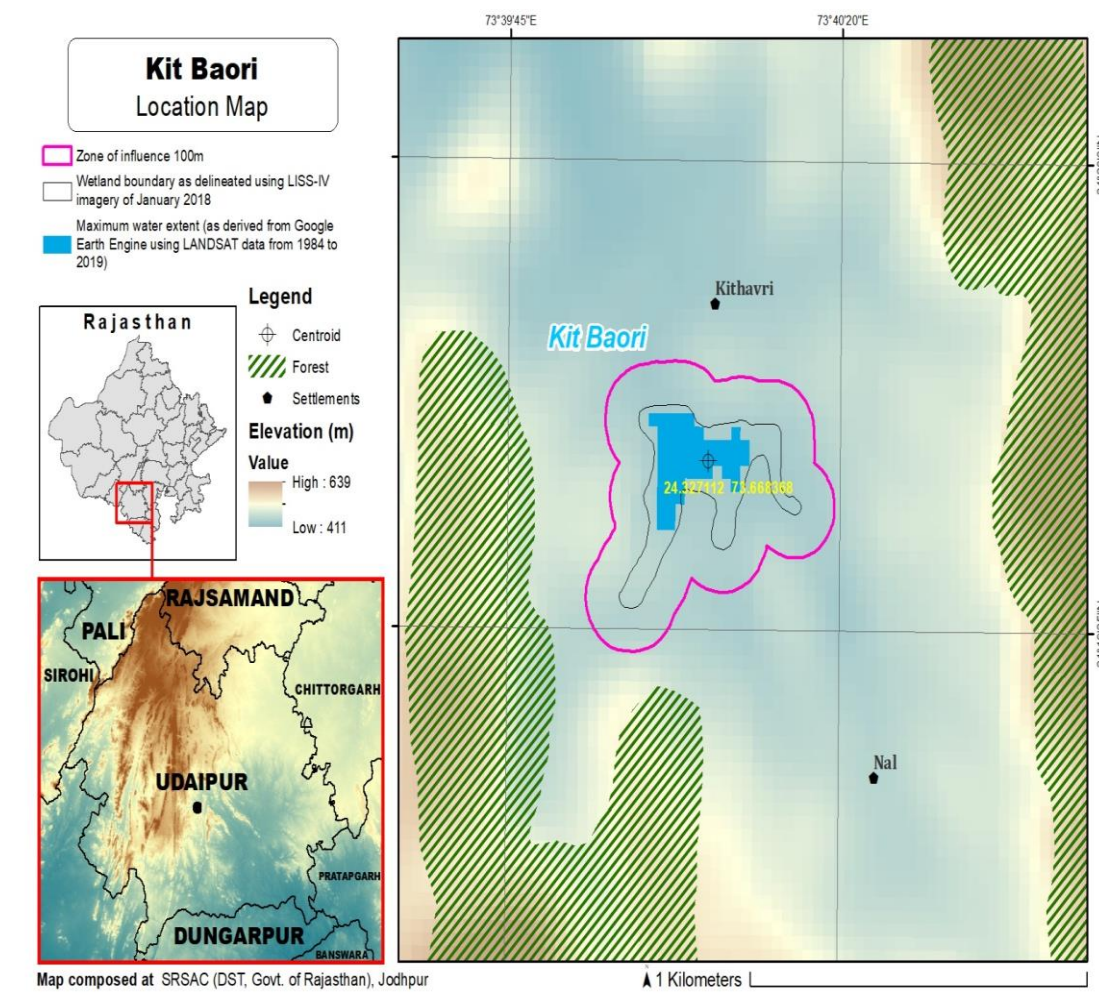 73°39'45"E
73°40'20"E
Kit Baori
Location Map
Zone of influence 100m
Wetland boundary as delineated using LISS-IV
imagery of January 2018
Maximum water extent (as derived from Google
Earth Engine using LANDSAT data from 1984 to
2019)
Legend
Centroid
Forest
Settlements
Elevation (m)
Value
High : 639
Low : 411
Rajasthan
Kithavri
Kit Baori
24.327112 73.668368
Nal
RAJSAMAND
PALI
SIROHI
CHITTORGARH
UDAIPUR
PRATAPGARH
DUNGARPUR
BANSWARA
Map composed at SRSAC (DST, Govt. of Rajasthan), Jodhpur
1 Kilometers